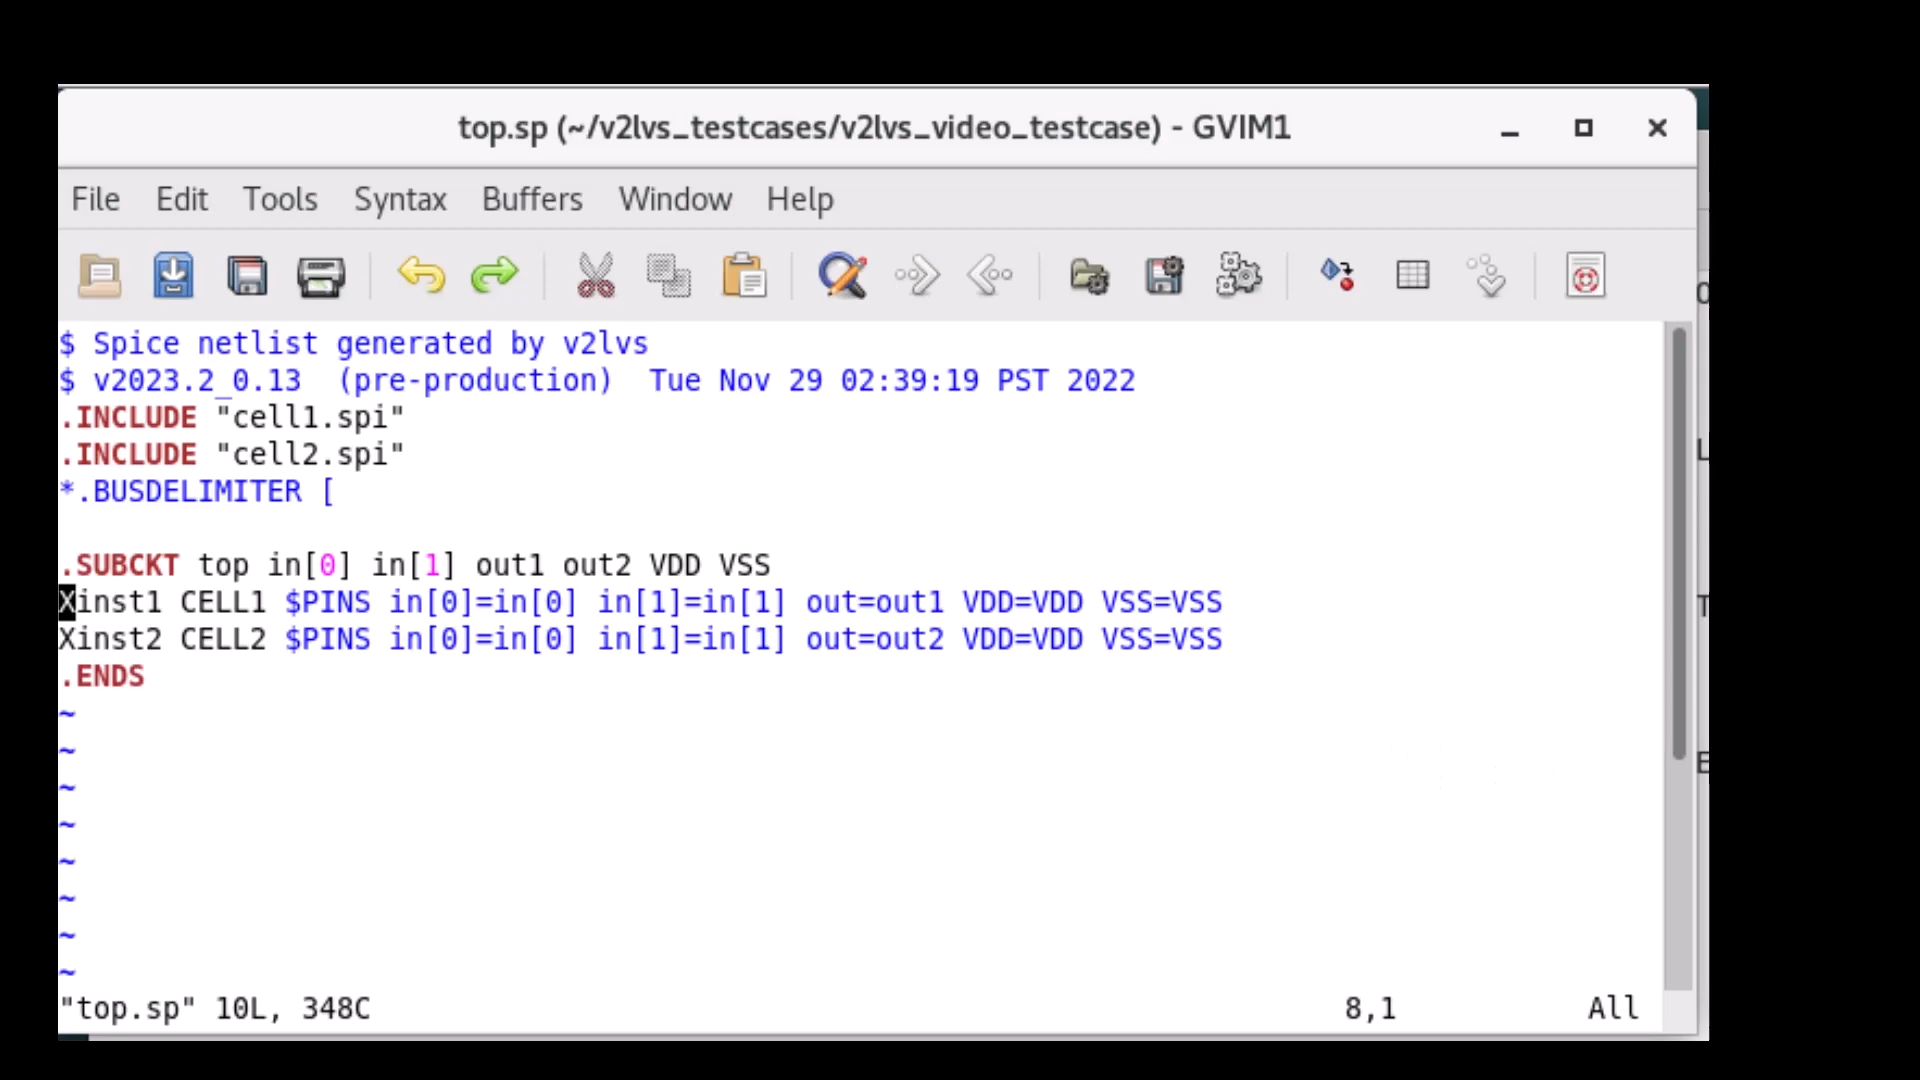 top.sp (~/v2lvs_testcases/v2lvs_video_testcase) - GVIM1
File Edit Tools Syntax Buffers Window Help
$ Spice netlist generated by v2lvs
$ v2023.2_0.13  (pre-production)  Tue Nov 29 02:39:19 PST 2022
.INCLUDE "cell1.spi"
.INCLUDE "cell2.spi"
*.BUSDELIMITER [
.SUBCKT top in[0] in[1] out1 out2 VDD VSS
Xinst1 CELL1 $PINS in[0]=in[0] in[1]=in[1] out=out1 VDD=VDD VSS=VSS
Xinst2 CELL2 $PINS in[0]=in[0] in[1]=in[1] out=out2 VDD=VDD VSS=VSS
.ENDS
~
~
~
~
~
~
~
~
"top.sp" 10L, 348C 8,1 All